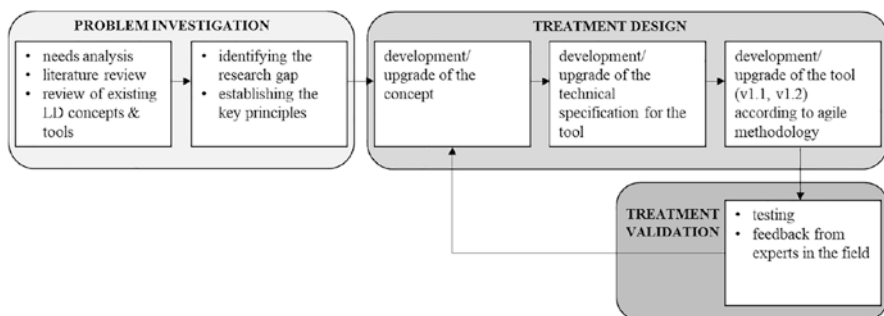 PROBLEM INVESTIGATION
• needs analysis
• literature review
• review of existing
LD concepts &
tools
• identifying the
research gap
• establishing the
key principles
TREATMENT DESIGN
development/
upgrade of the
concept
development/
upgrade of the
technical
specification for
the tool
development/
upgrade of the tool
(v1.1, v1.2)
according to agile
methodology
TREATMENT
VALIDATION
• testing
• feedback from
experts in the field